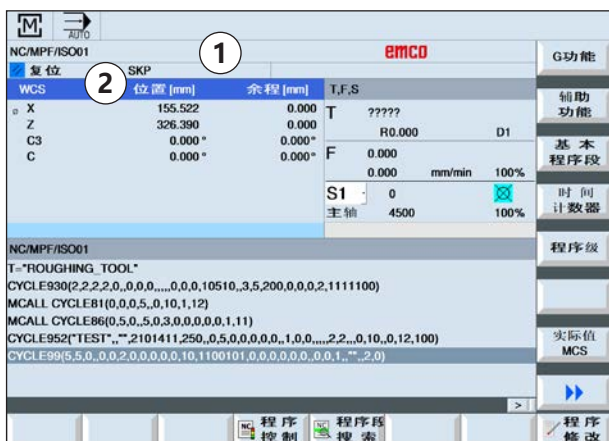 M AUTO
NC/MPF/ISO01 1 emco
复位 2 SKP
WCS 位置 [mm] 余程 [mm] T,F,S
X 155.522 0.000 T ?????
Z 326.390 0.000 R0.000 D1
C3 0.000° 0.000° F 0.000
C 0.000° 0.000° 0.000 mm/min 100%
S1 0
主轴 4500 100%
NC/MPF/ISO01
T="ROUGHING_TOOL"
CYCLE930(2,2,2,2,0,,0,0,0,,,,,0,0,0,10510,,3,5,200,0,0,0,2,1111100)
MCALL CYCLE81(0,0,0,5,,0,10,1,12)
MCALL CYCLE86(0,5,0,,5,0,3,0,0,0,0,0,1,11)
CYCLE952("TEST",,"",2101411,250,,0,5,0,0,0,0,0,,1,0,0,,,,,2,2,,,0,10,,0,12,100)
CYCLE99(5,5,0,,0,0,2,0,0,0,0,0,10,1100101,0,0,0,0,0,0,,0,0,1,,"",,2,0)
>
G功能
辅助
功能
基本
程序段
时间
计数器
程序级
实际值
MCS
程序
控制
程序段
搜索
程序
修改